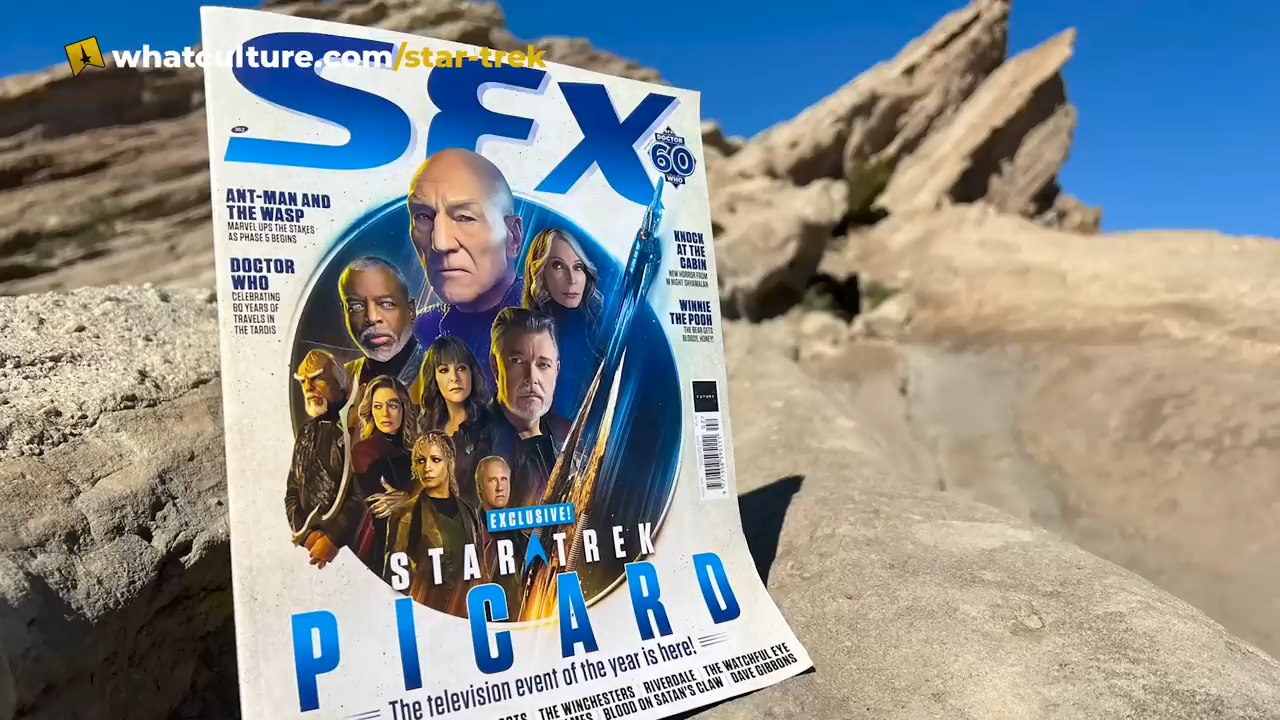 whatculture.com/star-trek
SFX
362
DOCTOR
60
WHO
ANT-MAN AND
THE WASP
MARVEL UPS THE STAKES
AS PHASE 5 BEGINS
DOCTOR
WHO
CELEBRATING
60 YEARS OF
TRAVELS IN
THE TARDIS
KNOCK
AT THE
CABIN
NEW HORROR FROM
M NIGHT SHYAMALAN
WINNIE
THE POOH
THE BEAR GETS
BLOODY, HONEY!
FUTURE
EXCLUSIVE!
STAR TREK
PICARD
The television event of the year is here!
THE WINCHESTERS RIVERDALE THE WATCHFUL EYE
BLOOD ON SATAN'S CLAW DAVE GIBBONS